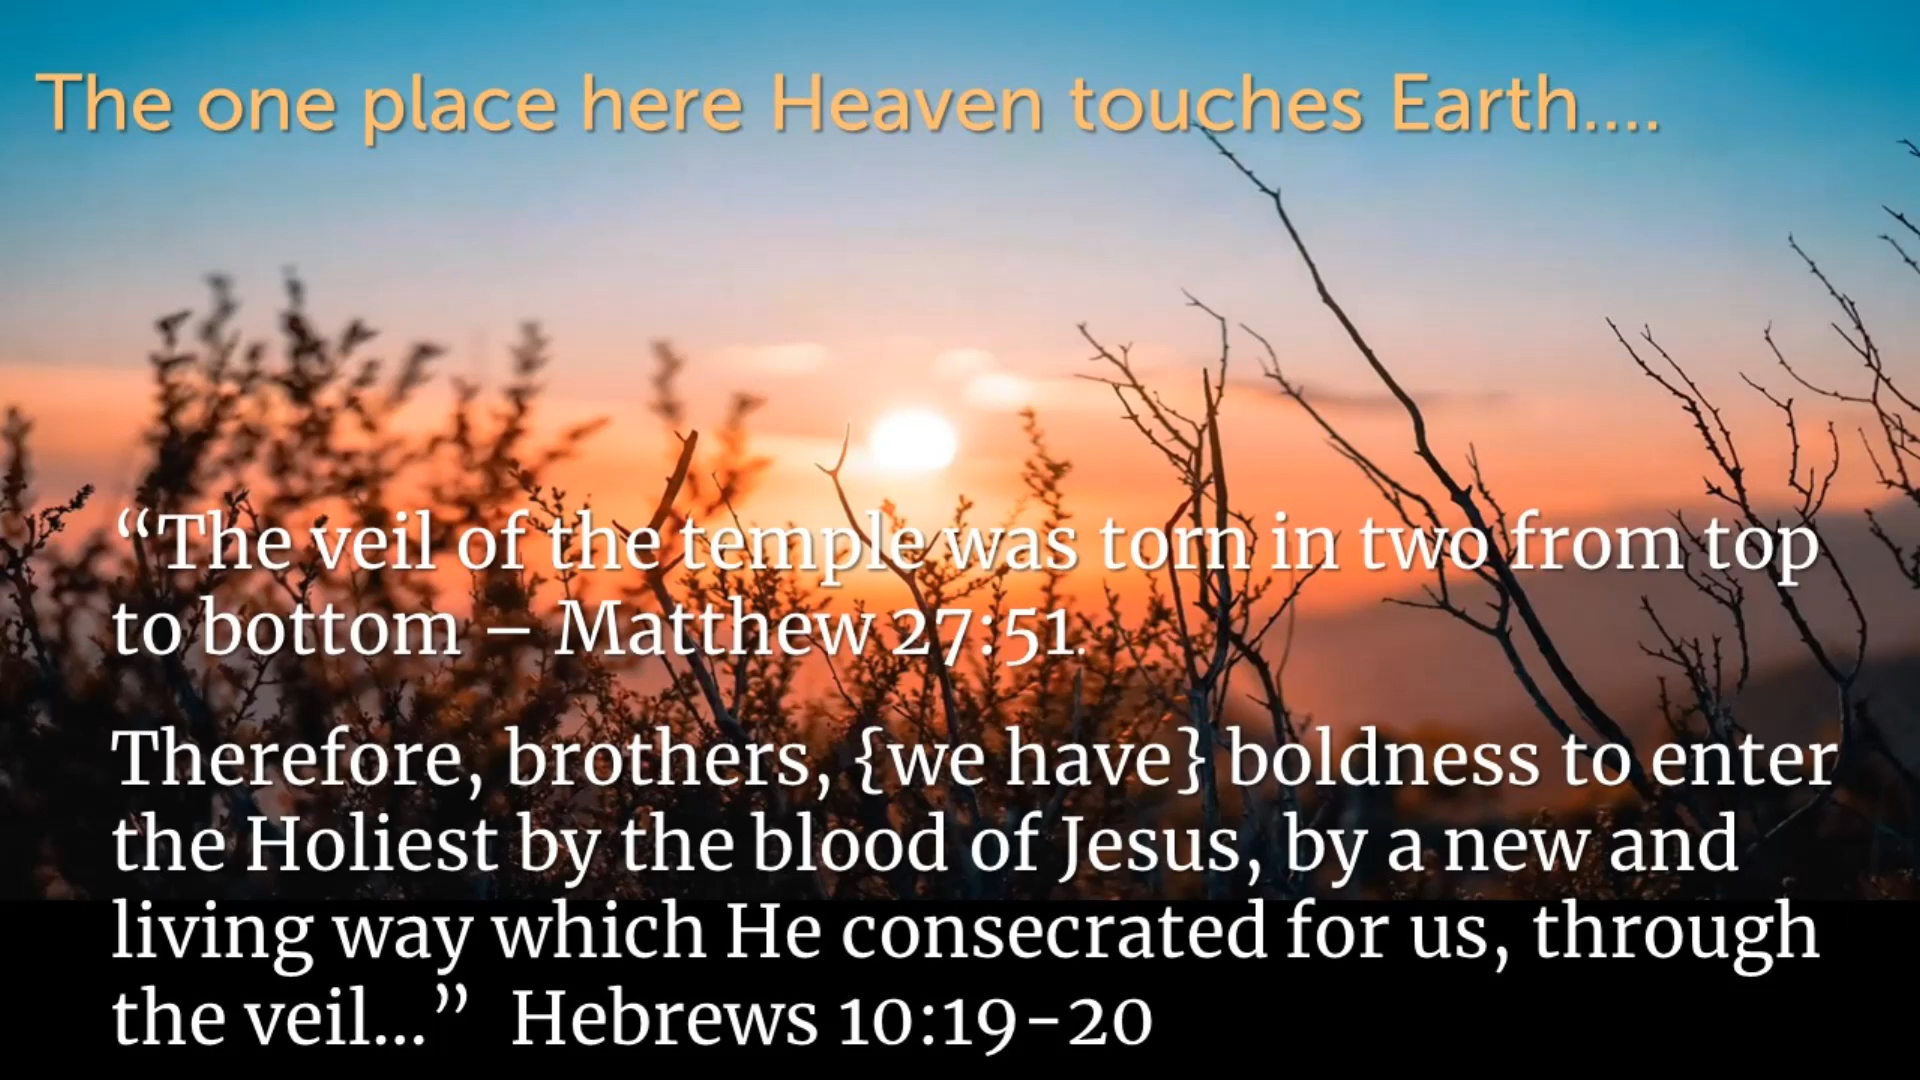 The one place here Heaven touches Earth....
“The veil of the temple was torn in two from top
to bottom – Matthew 27:51.
Therefore, brothers, {we have} boldness to enter
the Holiest by the blood of Jesus, by a new and
living way which He consecrated for us, through
the veil...” Hebrews 10:19-20